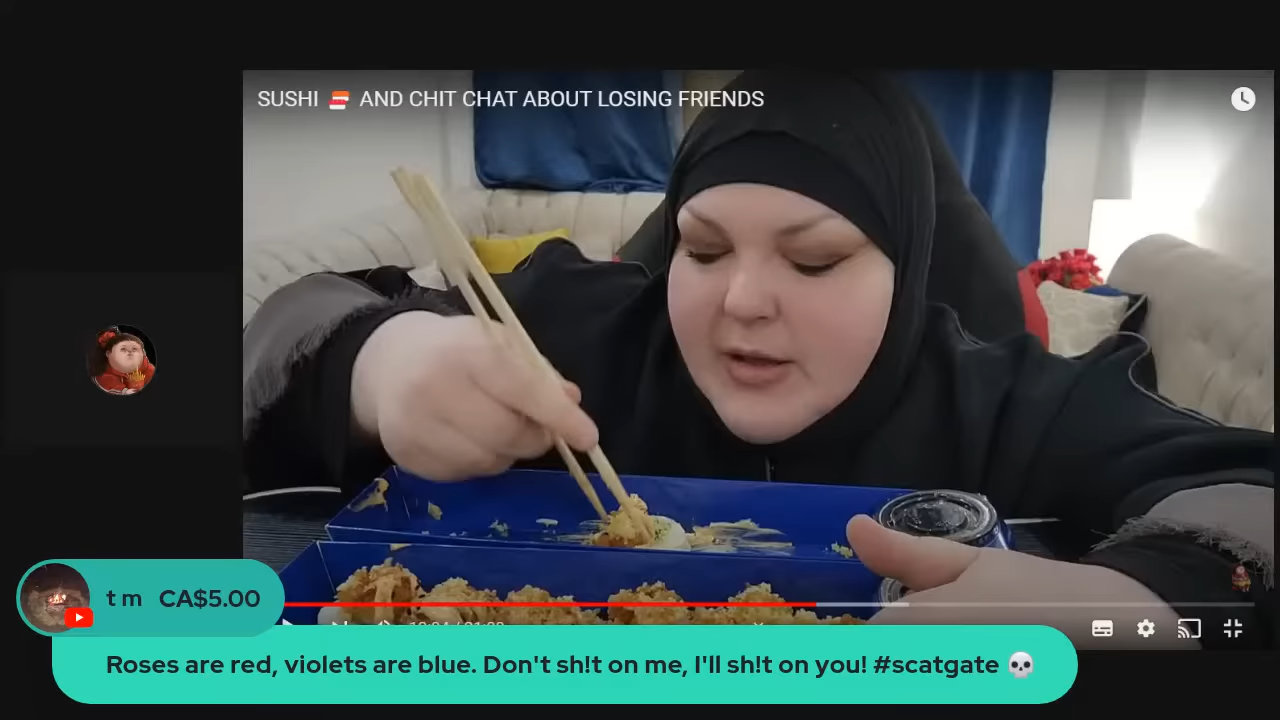 SUSHI 🍣 AND CHIT CHAT ABOUT LOSING FRIENDS
t m CA$5.00
Roses are red, violets are blue. Don't sh!t on me, I'll sh!t on you! #scatgate 💀